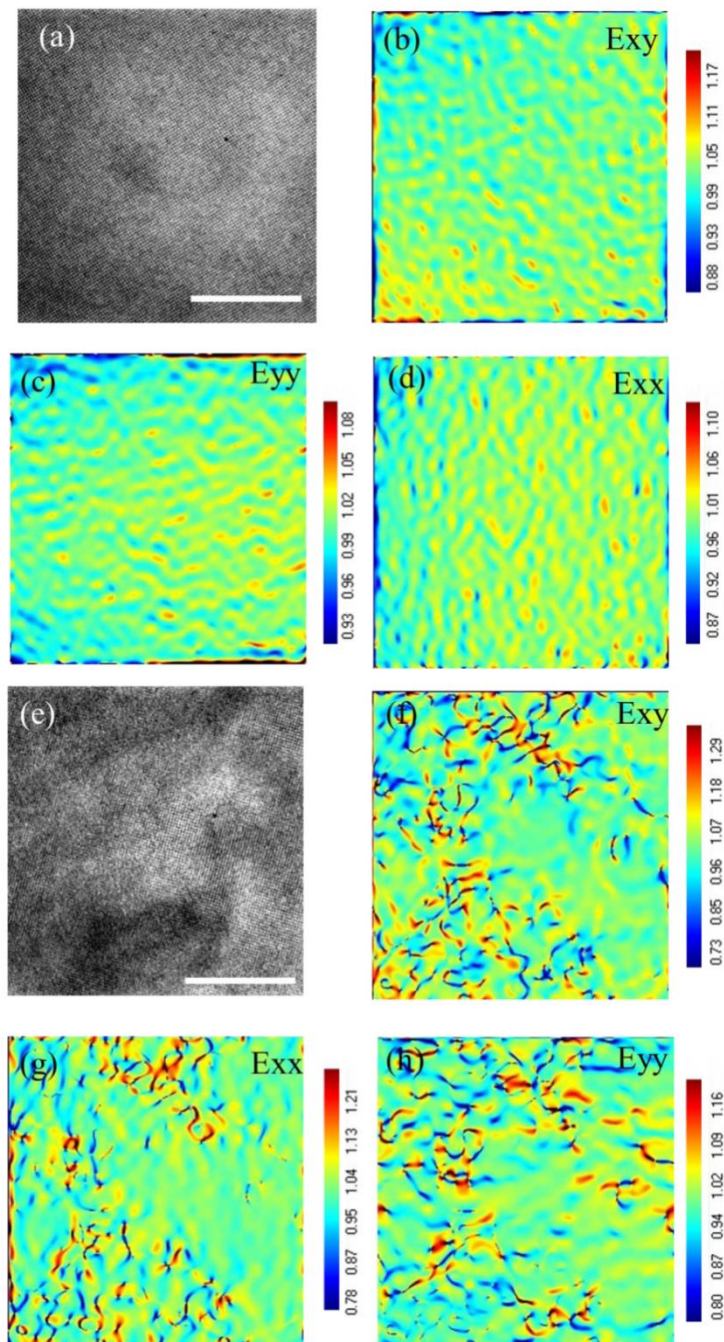 (a)
(b)
Exy
1.17
1.11
1.05
0.99
0.93
0.88
(c)
Eyy
1.08
1.05
1.02
0.99
0.96
0.93
(d)
Exx
1.10
1.06
1.01
0.96
0.92
0.87
(e)
(f)
Exy
1.29
1.18
1.07
0.96
0.85
0.73
(g)
Exx
1.21
1.13
1.04
0.95
0.87
0.78
(h)
Eyy
1.16
1.09
1.02
0.94
0.87
0.80